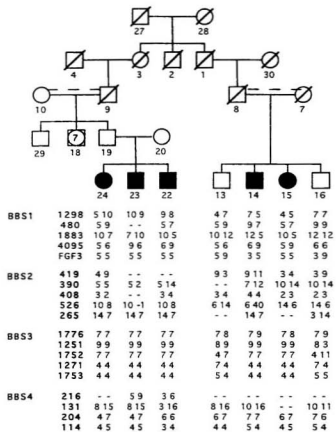 27 28
4 3 2 1 30
10 9 8 7
29 7 18 19 20
24 23 22 13 14 15 16
BBS1 1298 5 10 10 9 9 8 4 7 7 5 4 5 7 7
480 5 9 - - 5 7 5 9 9 7 5 7 9 9
1883 10 7 7 10 10 5 10 12 12 5 10 5 12 12
4095 5 6 9 6 6 9 5 6 6 9 5 9 6 6
FGF3 5 5 5 5 5 5 5 9 3 5 5 5 3 9
BBS2 419 4 9 - - - - 9 3 9 11 3 4 3 9
390 5 5 5 2 5 14 - - 7 12 10 14 10 14
408 3 2 - - 3 4 3 4 4 4 2 3 2 3
526 10 8 10 -1 10 8 6 14 6 40 14 6 14 6
265 14 7 14 7 14 7 - - 14 7 - - 3 14
BBS3 1776 7 7 7 7 7 7 7 8 7 9 7 8 7 9
1251 9 9 9 9 9 9 8 9 9 9 9 9 8 3
1752 7 7 7 7 7 7 4 7 7 7 7 7 4 11
1271 4 4 4 4 4 4 7 4 4 4 4 4 7 4
1753 4 4 4 4 4 4 5 4 4 4 4 4 5 5
BBS4 216 - - 5 9 3 6 - - - - - - - -
131 8 15 8 15 3 16 8 16 10 16 - - 10 11
204 4 7 4 7 6 6 6 7 7 7 6 7 7 6
114 4 5 4 5 3 4 4 4 5 4 4 5 5 4